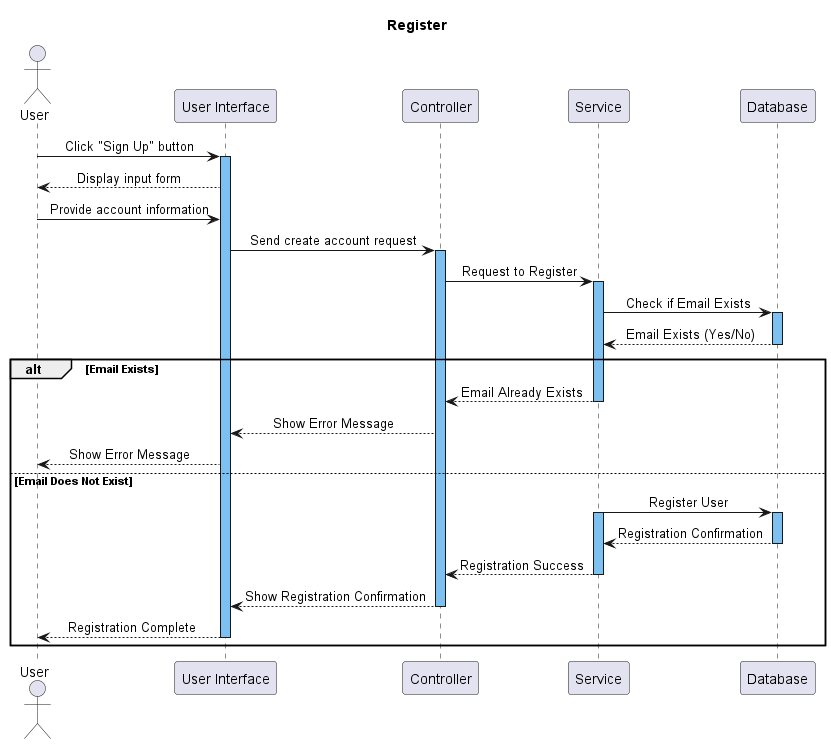 Register
User
User Interface
Controller
Service
Database
Click "Sign Up" button
Display input form
Provide account information
Send create account request
Request to Register
Check if Email Exists
Email Exists (Yes/No)
alt [Email Exists]
Email Already Exists
Show Error Message
Show Error Message
[Email Does Not Exist]
Register User
Registration Confirmation
Registration Success
Show Registration Confirmation
Registration Complete
User
User Interface
Controller
Service
Database